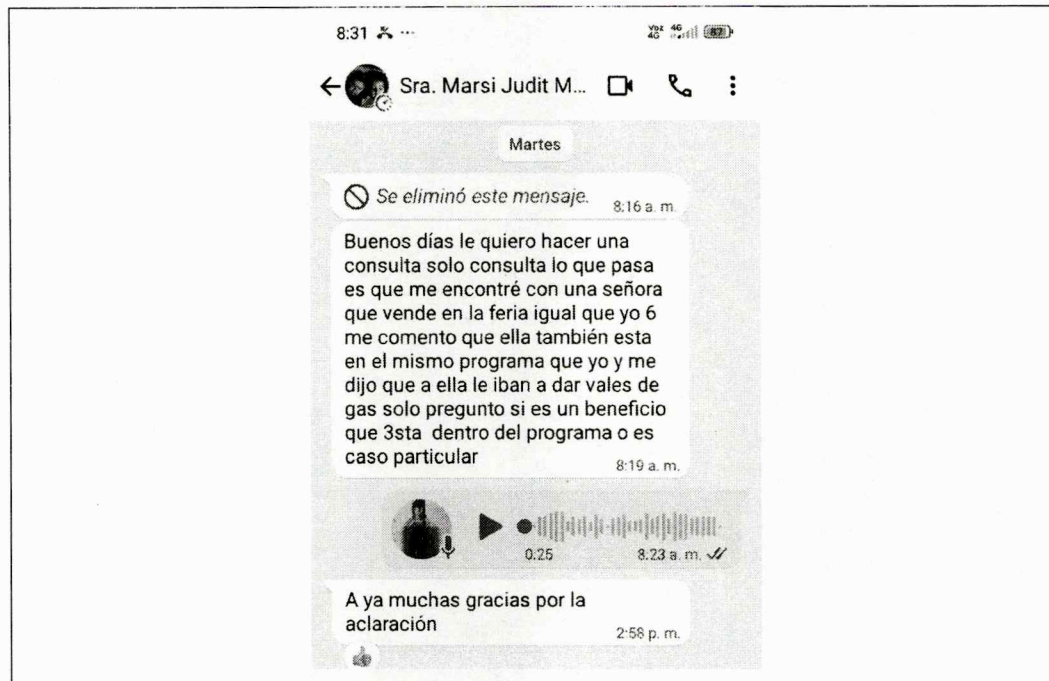 8:31 ...
Voz 4G 4G 87
Sra. Marsi Judit M...
Martes
Se eliminó este mensaje. 8:16 a. m.
Buenos días le quiero hacer una
consulta solo consulta lo que pasa
es que me encontré con una señora
que vende en la feria igual que yo 6
me comento que ella también esta
en el mismo programa que yo y me
dijo que a ella le iban a dar vales de
gas solo pregunto si es un beneficio
que 3sta dentro del programa o es
caso particular 8:19 a. m.
0:25 8:23 a. m.
A ya muchas gracias por la
aclaración 2:58 p. m.